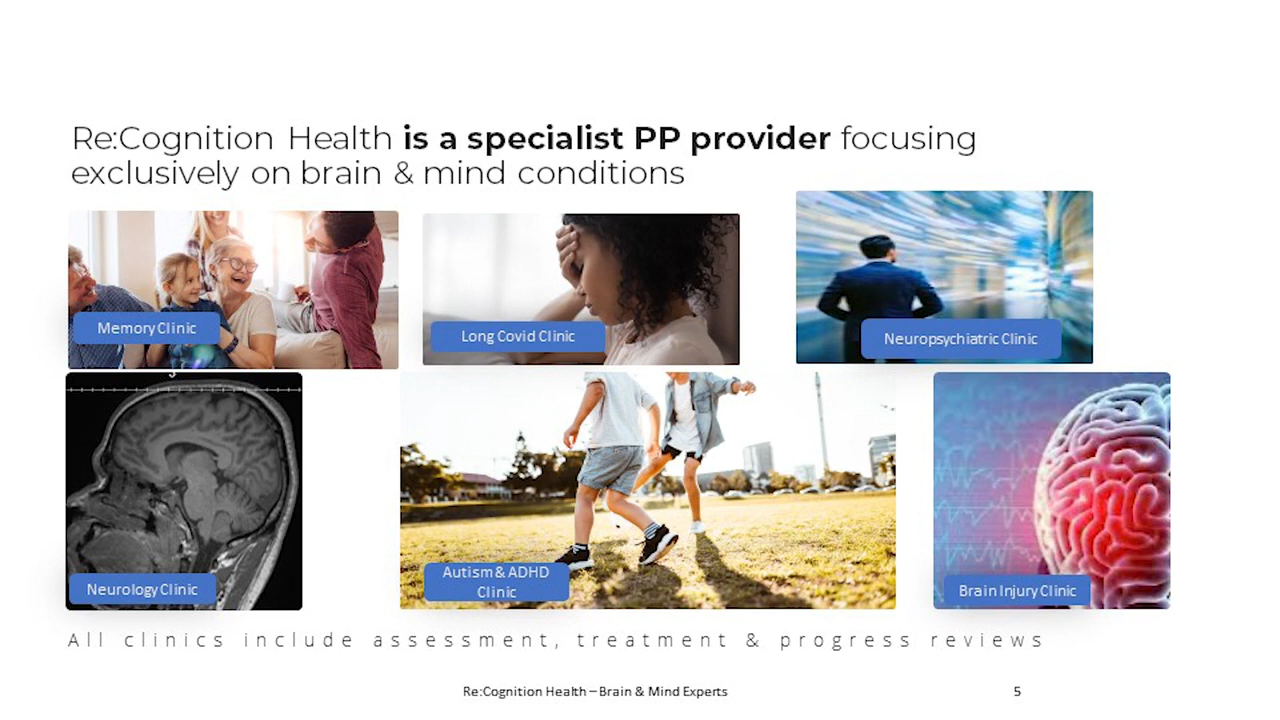 Re:Cognition Health is a specialist PP provider focusing
exclusively on brain & mind conditions
Memory Clinic
Long Covid Clinic
Neuropsychiatric Clinic
Neurology Clinic
Autism & ADHD
Clinic
Brain Injury Clinic
All clinics include assessment, treatment & progress reviews
Re:Cognition Health – Brain & Mind Experts
5